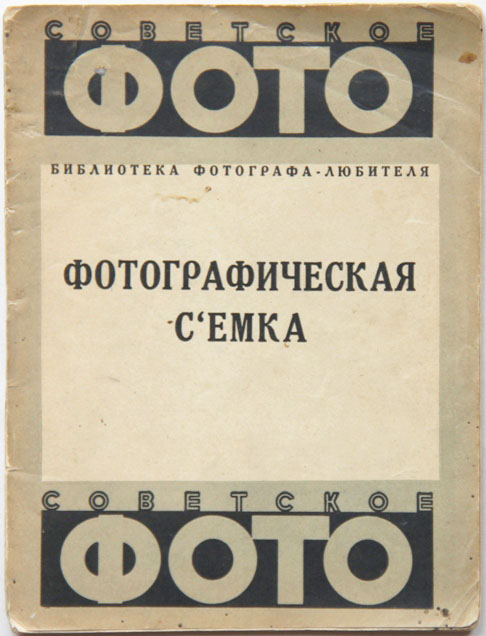 СОВЕТСКОЕ
ФОТО
БИБЛИОТЕКА ФОТОГРАФА-ЛЮБИТЕЛЯ
ФОТОГРАФИЧЕСКАЯ
С‘ЕМКА
СОВЕТСКОЕ
ФОТО